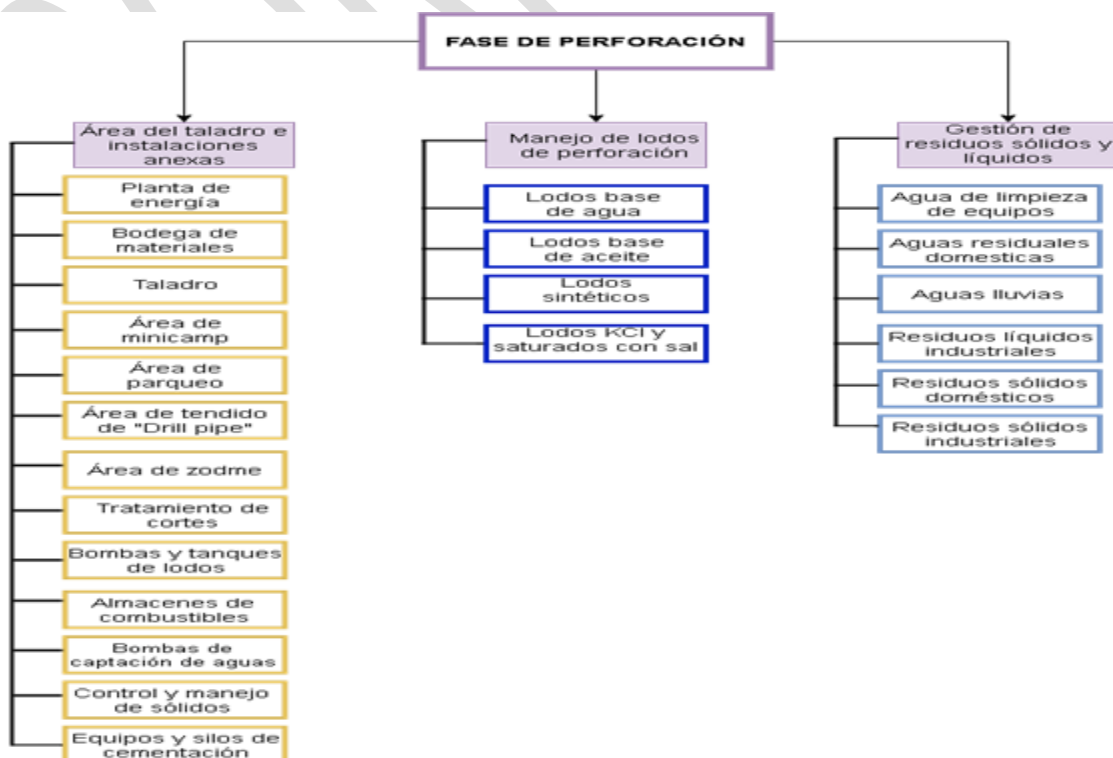 FASE DE PERFORACIÓN
Área del taladro e
instalaciones
anexas
Planta de
energía
Bodega de
materiales
Taladro
Área de
minicamp
Área de
parqueo
Área de tendido
de "Drill pipe"
Área de zodme
Tratamiento de
cortes
Bombas y tanques
de lodos
Almacenes de
combustibles
Bombas de
captación de aguas
Control y manejo
de sólidos
Equipos y silos de
cementación
Manejo de lodos
de perforación
Lodos base
de agua
Lodos base
de aceite
Lodos
sintéticos
Lodos KCl y
saturados con sal
Gestión de
residuos sólidos y
líquidos
Agua de limpieza
de equipos
Aguas residuales
domesticas
Aguas lluvias
Residuos líquidos
industriales
Residuos sólidos
domésticos
Residuos sólidos
industriales